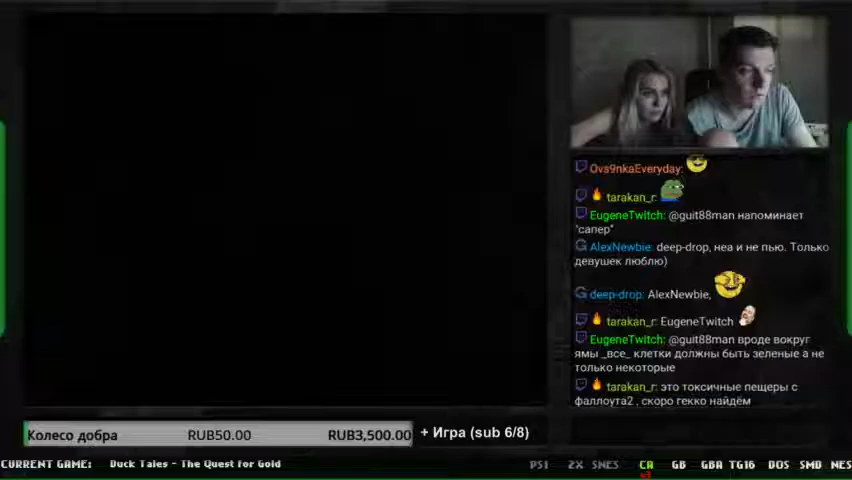 Ovs9nkaEveryday:
tarakan_r:
EugeneTwitch: @guit88man напоминает
"сапер"
AlexNewbie: deep-drop, неа и не пью. Только
девушек люблю)
deep-drop: AlexNewbie,
tarakan_r: EugeneTwitch
EugeneTwitch: @guit88man вроде вокруг
ямы _все_ клетки должны быть зеленые а не
только некоторые
tarakan_r: это токсичные пещеры с
фаллоута2 , скоро гекко найдём
Колесо добра RUB50.00 RUB3,500.00 + Игра (sub 6/8)
CURRENT GAME: Duck Tales - The Quest for Gold PS1 2X SNES CA GB GBA TG16 DOS SMD NES